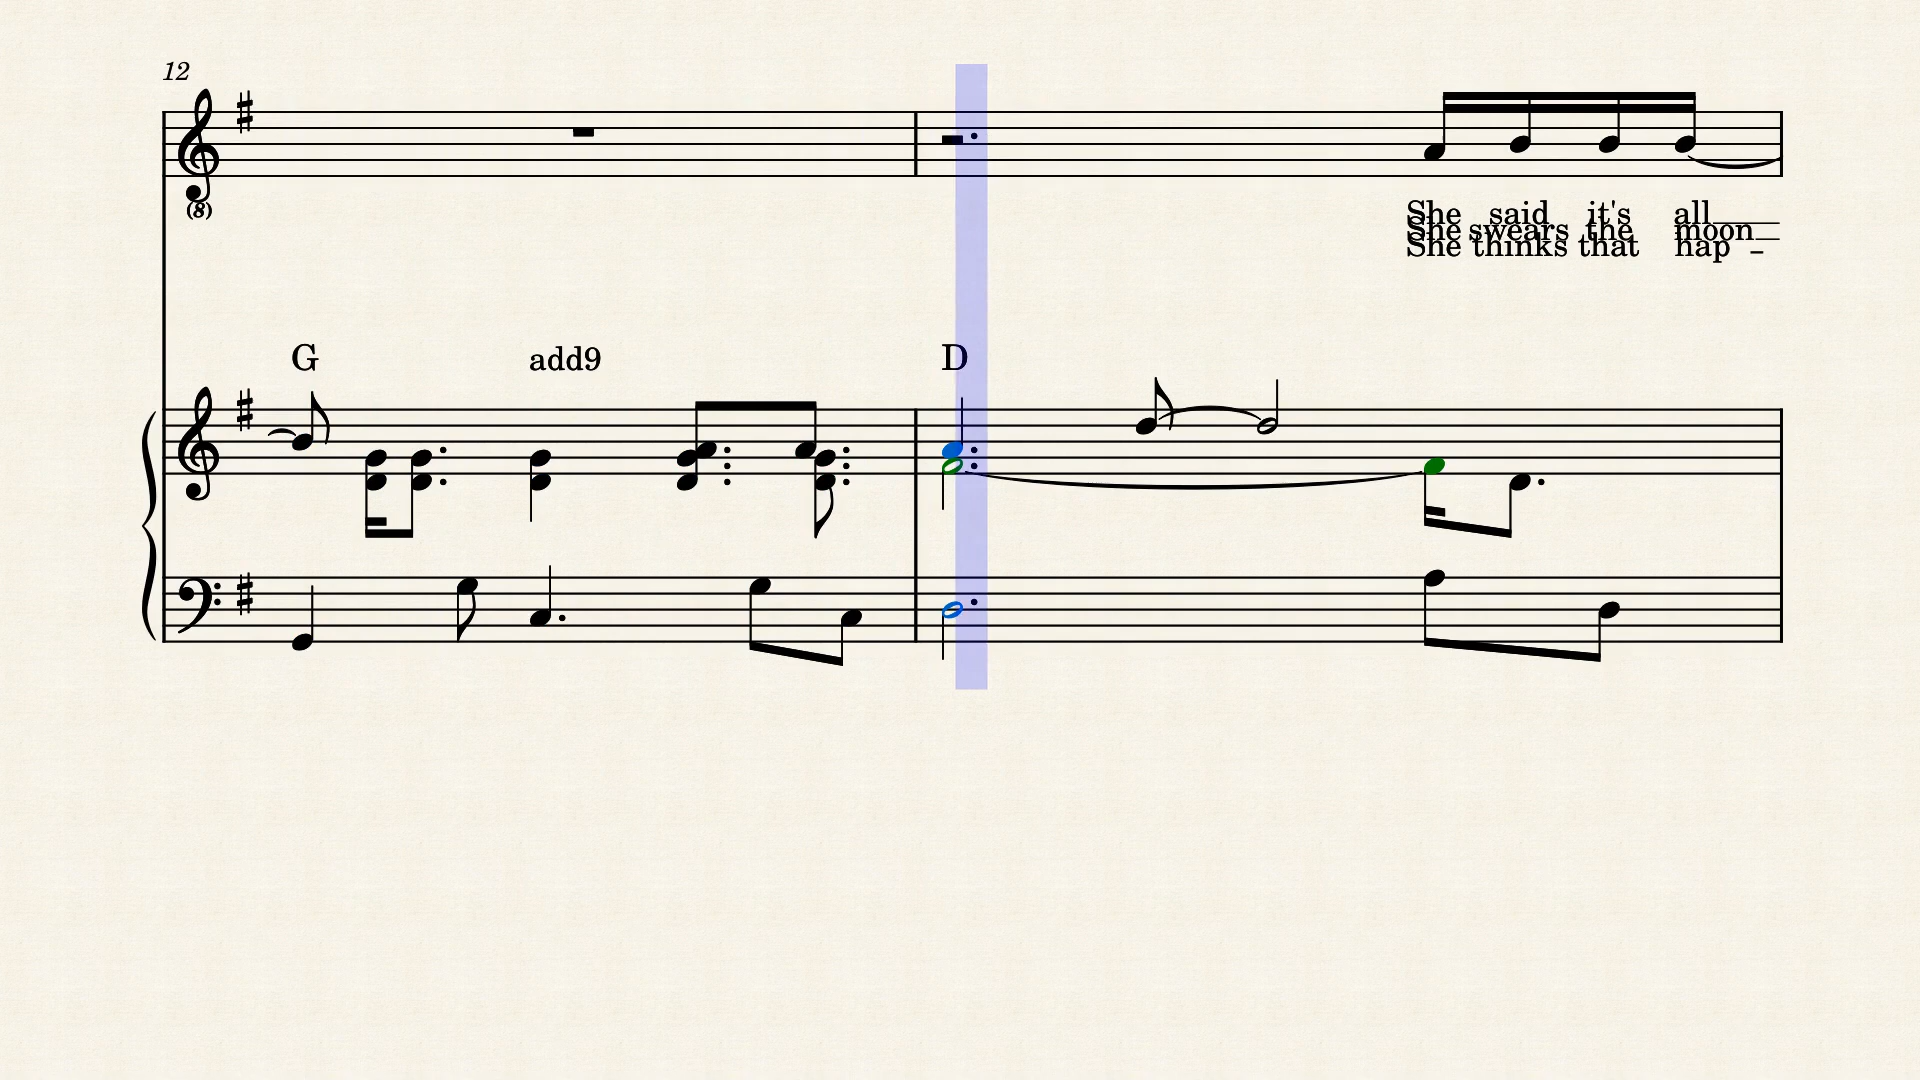 12
(8)
She said it's all
She swears the moon
She thinks that hap -
G add9 D